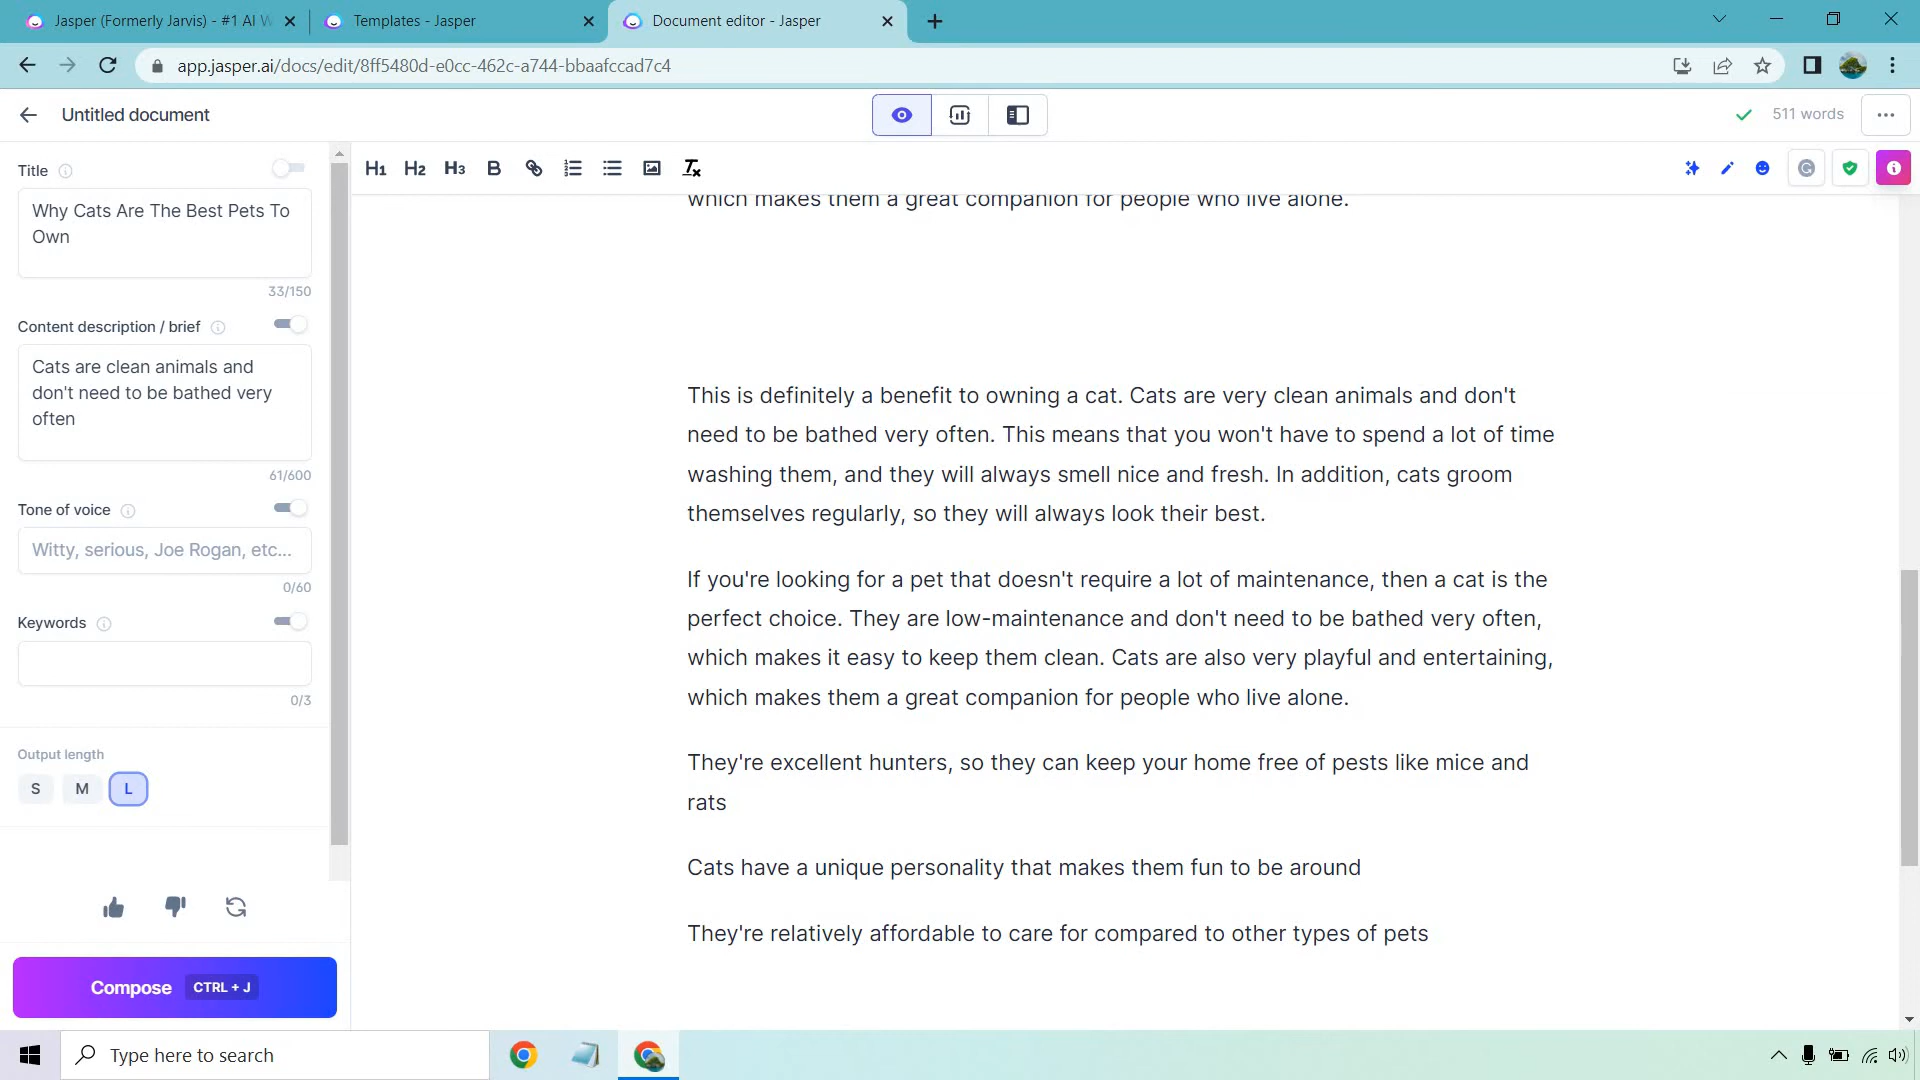 Jasper (Formerly Jarvis) - #1 AI W
Templates - Jasper
Document editor - Jasper
app.jasper.ai/docs/edit/8ff5480d-e0cc-462c-a744-bbaafccad7c4
Untitled document
511 words
H1 H2 H3 B
Title
Why Cats Are The Best Pets To
Own
33/150
Content description / brief
Cats are clean animals and
don't need to be bathed very
often
61/600
Tone of voice
Witty, serious, Joe Rogan, etc...
0/60
Keywords
0/3
Output length
S M L
Compose CTRL + J
which makes them a great companion for people who live alone.
This is definitely a benefit to owning a cat. Cats are very clean animals and don't
need to be bathed very often. This means that you won't have to spend a lot of time
washing them, and they will always smell nice and fresh. In addition, cats groom
themselves regularly, so they will always look their best.
If you're looking for a pet that doesn't require a lot of maintenance, then a cat is the
perfect choice. They are low-maintenance and don't need to be bathed very often,
which makes it easy to keep them clean. Cats are also very playful and entertaining,
which makes them a great companion for people who live alone.
They're excellent hunters, so they can keep your home free of pests like mice and
rats
Cats have a unique personality that makes them fun to be around
They're relatively affordable to care for compared to other types of pets
Type here to search